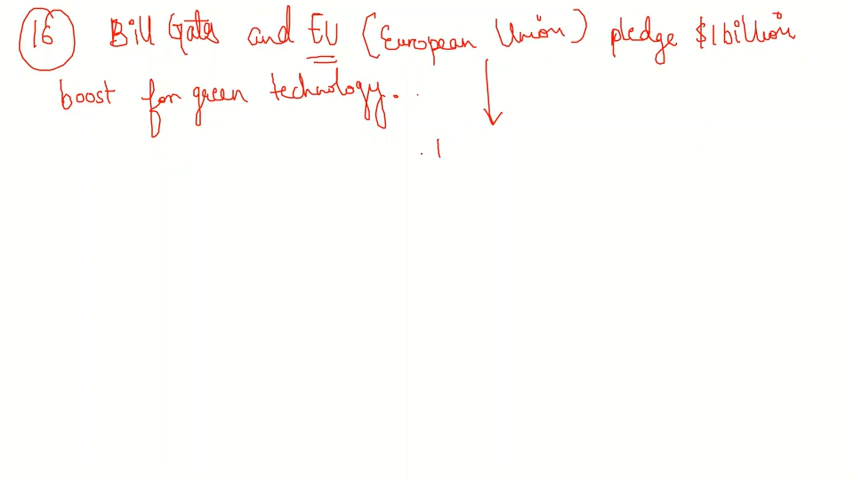 16 Bill Gates and EU (European Union) pledge $1 billion
boost for green technology.